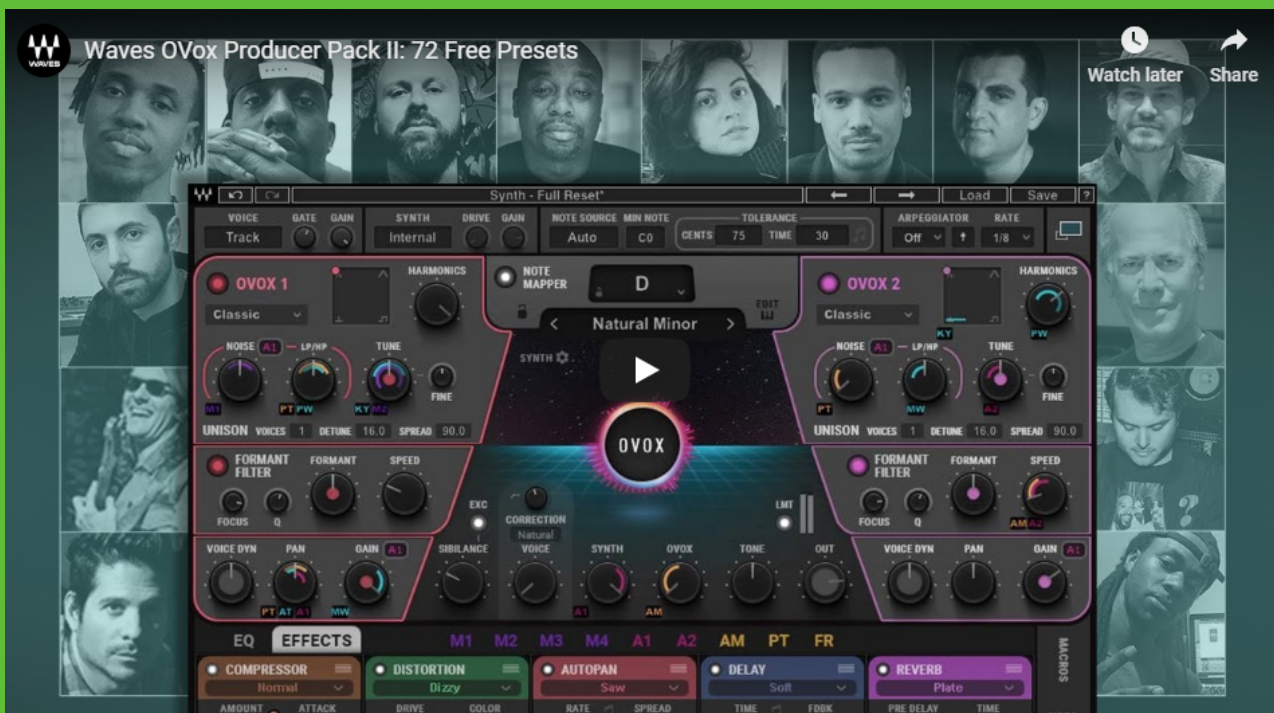 WAVES
Waves OVox Producer Pack II: 72 Free Presets
Watch later Share
Synth - Full Reset* Load Save ?
VOICE GATE GAIN SYNTH DRIVE GAIN NOTE SOURCE MIN NOTE TOLERANCE ARPEGGIATOR RATE
Track Internal Auto C0 CENTS 75 TIME 30 Off 1/8
OVOX 1 HARMONICS NOTE MAPPER D OVOX 2 HARMONICS
Classic EDIT Classic
KY PW
Natural Minor
NOISE A1 LP/HP TUNE SYNTH NOISE A1 LP/HP TUNE
FINE FINE
M1 PT PW KY M2 PT MW A2
UNISON VOICES 1 DETUNE 16.0 SPREAD 90.0 UNISON VOICES 1 DETUNE 16.0 SPREAD 90.0
OVOX
FORMANT FILTER FORMANT SPEED FORMANT FILTER FORMANT SPEED
FOCUS Q EXC CORRECTION LMT FOCUS Q AM A2
Natural
VOICE DYN PAN GAIN A1 SIBILANCE VOICE SYNTH OVOX TONE OUT VOICE DYN PAN GAIN A1
PT AT A1 MW A1 AM
EQ EFFECTS M1 M2 M3 M4 A1 A2 AM PT FR
MACROS
COMPRESSOR DISTORTION AUTOPAN DELAY REVERB
Normal Dizzy Saw Soft Plate
AMOUNT ATTACK DRIVE COLOR RATE SPREAD TIME FDBK PRE DELAY TIME